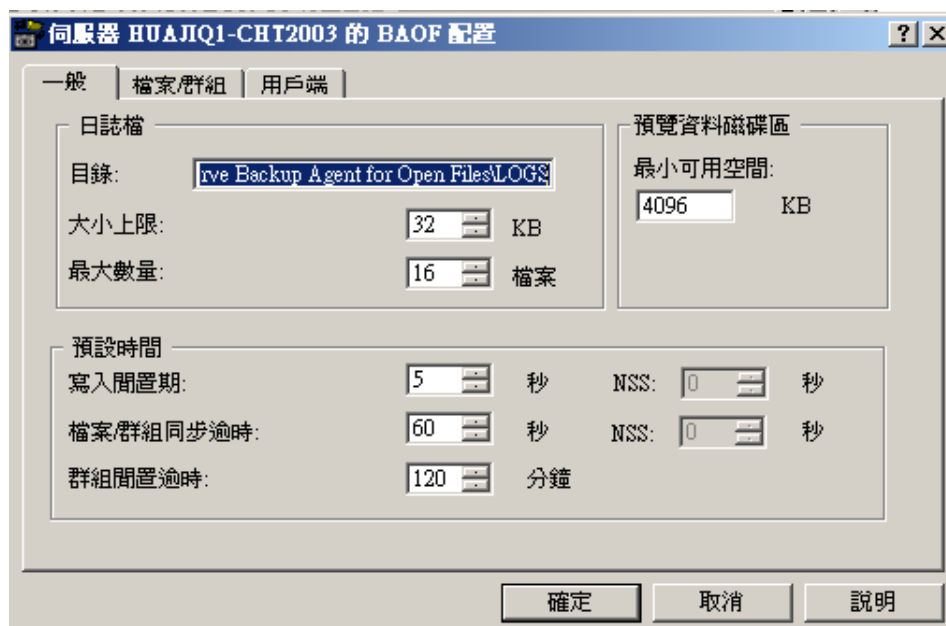 伺服器 HUAJIQ1-CHT2003 的 BAOF 配置
一般 檔案/群組 用戶端
日誌檔
目錄: rve Backup Agent for Open Files\LOGS
大小上限: 32 KB
最大數量: 16 檔案
預覽資料磁碟區
最小可用空間:
4096 KB
預設時間
寫入閒置期: 5 秒 NSS: 0 秒
檔案/群組同步逾時: 60 秒 NSS: 0 秒
群組閒置逾時: 120 分鐘
確定 取消 說明